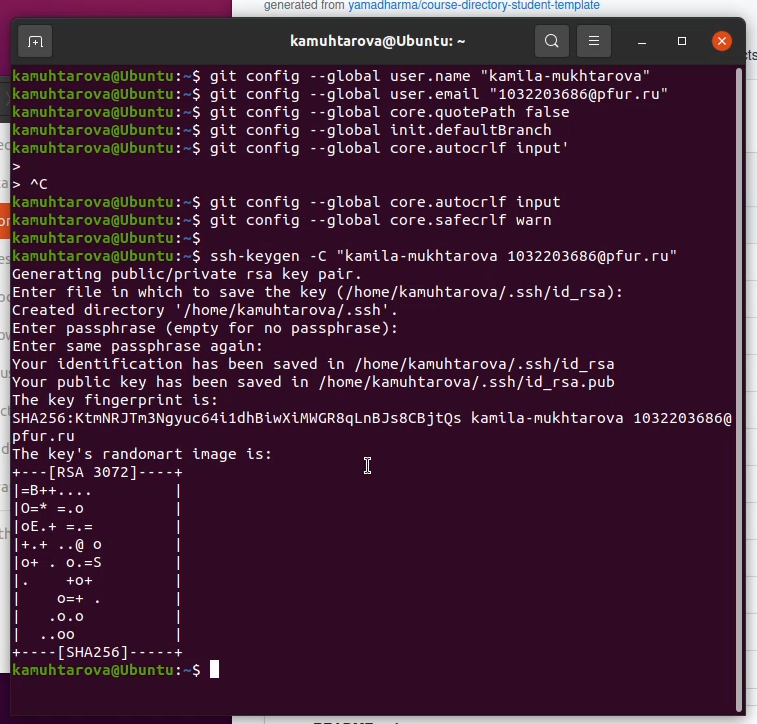 generated from yamadharma/course-directory-student-template
kamuhtarova@Ubuntu: ~
kamuhtarova@Ubuntu:~$ git config --global user.name "kamila-mukhtarova"
kamuhtarova@Ubuntu:~$ git config --global user.email "1032203686@pfur.ru"
kamuhtarova@Ubuntu:~$ git config --global core.quotePath false
kamuhtarova@Ubuntu:~$ git config --global init.defaultBranch
kamuhtarova@Ubuntu:~$ git config --global core.autocrlf input'
>
> ^C
kamuhtarova@Ubuntu:~$ git config --global core.autocrlf input
kamuhtarova@Ubuntu:~$ git config --global core.safecrlf warn
kamuhtarova@Ubuntu:~$
kamuhtarova@Ubuntu:~$ ssh-keygen -C "kamila-mukhtarova 1032203686@pfur.ru"
Generating public/private rsa key pair.
Enter file in which to save the key (/home/kamuhtarova/.ssh/id_rsa):
Created directory '/home/kamuhtarova/.ssh'.
Enter passphrase (empty for no passphrase):
Enter same passphrase again:
Your identification has been saved in /home/kamuhtarova/.ssh/id_rsa
Your public key has been saved in /home/kamuhtarova/.ssh/id_rsa.pub
The key fingerprint is:
SHA256:KtmNRJTm3Ngyuc64i1dhBiwXiMWGR8qLnBJs8CBjtQs kamila-mukhtarova 1032203686@
pfur.ru
The key's randomart image is:
+---[RSA 3072]----+
|=B++....         |
|O=* =.o          |
|oE.+ =.=         |
|+.+ ..@ o        |
|o+ . o.=S        |
|.    +o+         |
|    o=+ .        |
|   .o.o          |
|  ..oo           |
+----[SHA256]-----+
kamuhtarova@Ubuntu:~$